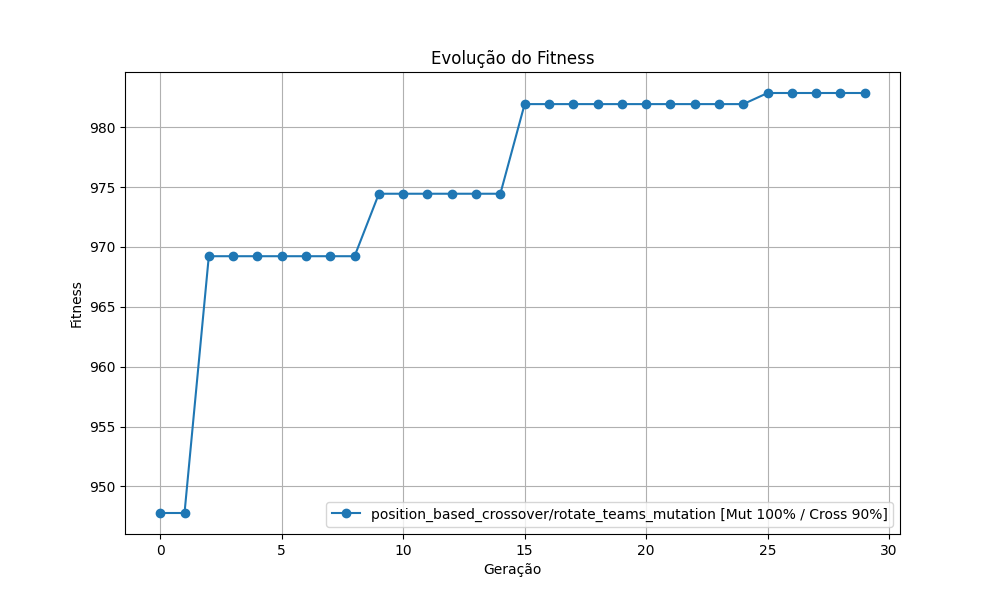 Evolução do Fitness
Fitness
980
975
970
965
960
955
950
position_based_crossover/rotate_teams_mutation [Mut 100% / Cross 90%]
0 5 10 15 20 25 30
Geração